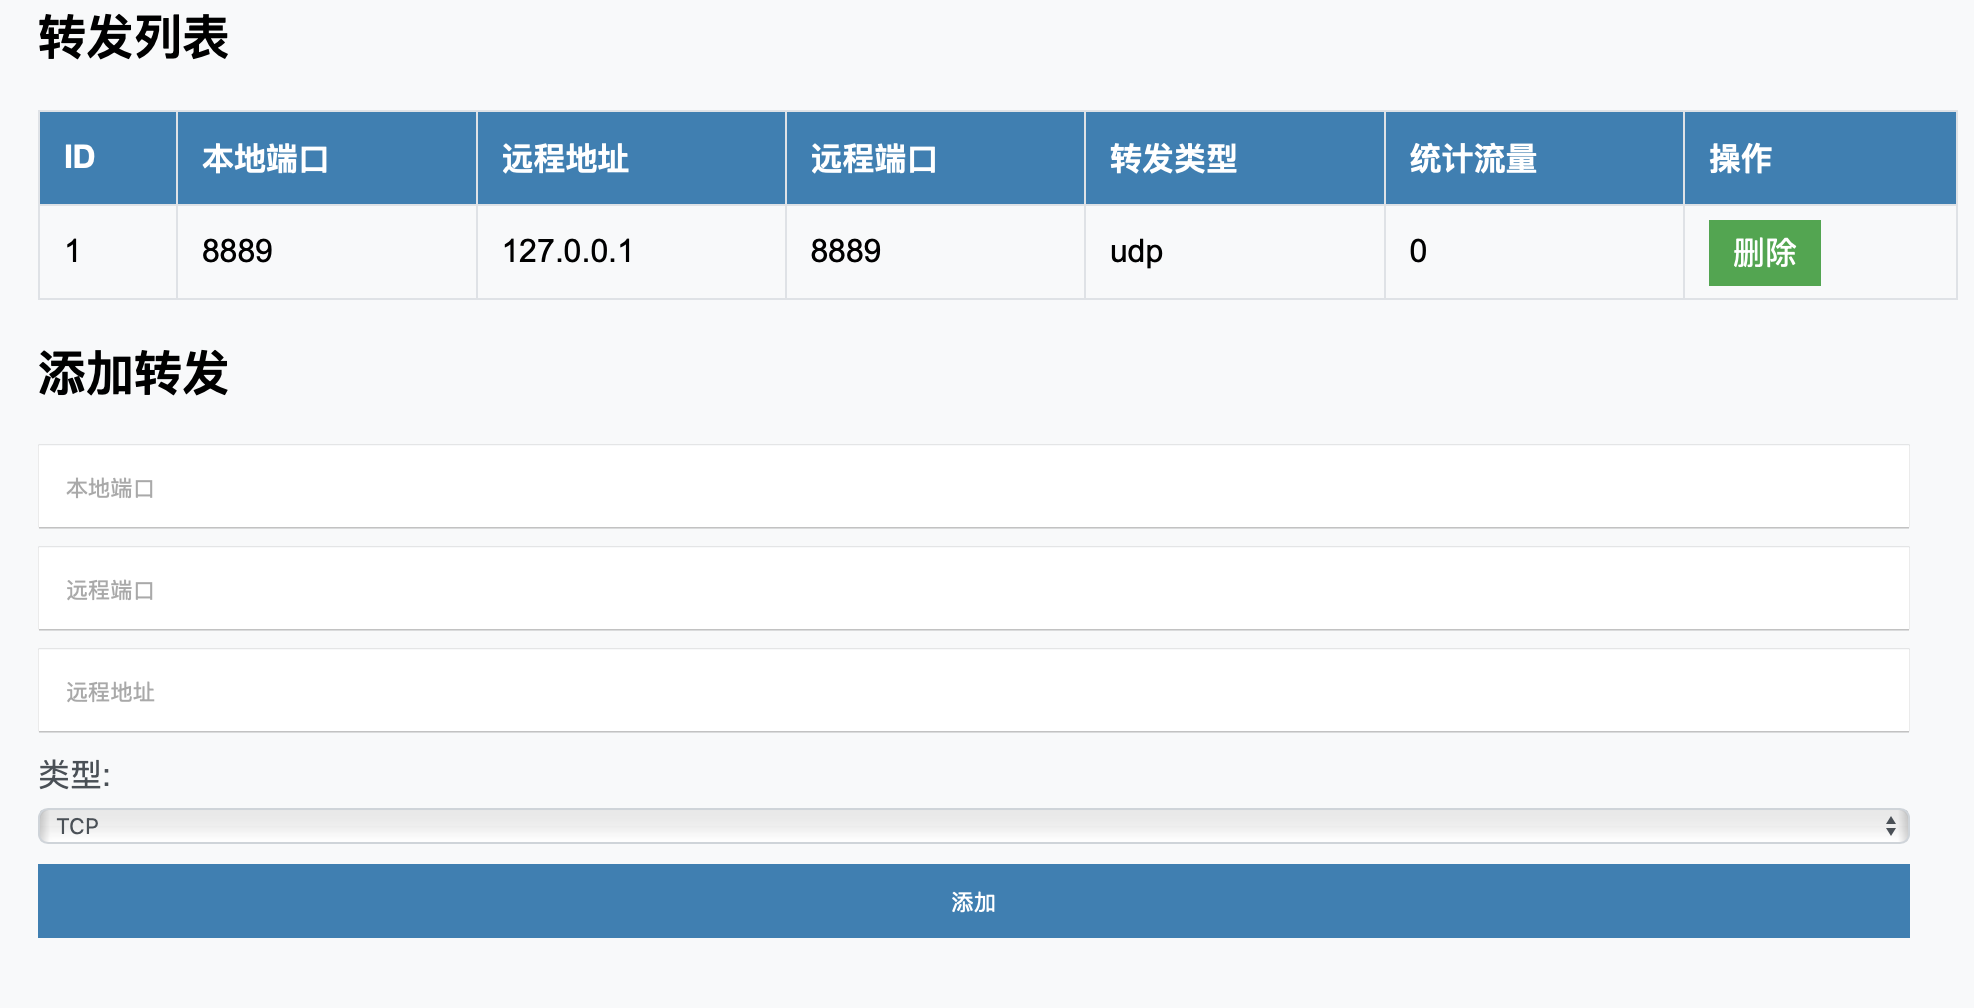 转发列表
ID 本地端口 远程地址 远程端口 转发类型 统计流量 操作
1 8889 127.0.0.1 8889 udp 0 删除
添加转发
本地端口
远程端口
远程地址
类型:
TCP
添加